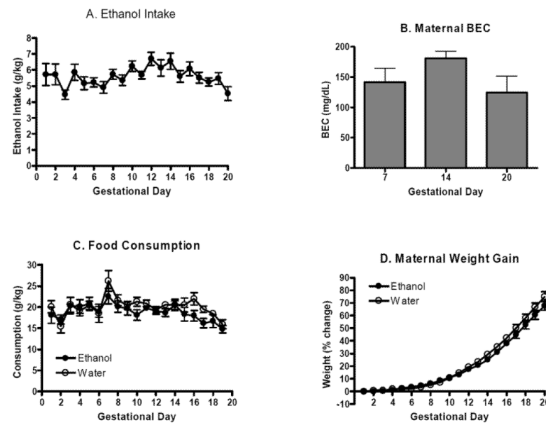 A. Ethanol Intake
Ethanol Intake (g/kg)
8
7
6
5
4
3
2
1
0
0 2 4 6 8 10 12 14 16 18 20
Gestational Day
B. Maternal BEC
BEC (mg/dL)
200
150
100
50
0
7 14 20
Gestational Day
C. Food Consumption
Consumption (g/kg)
30
25
20
15
10
5
0
Ethanol
Water
0 2 4 6 8 10 12 14 16 18 20
Gestational Day
D. Maternal Weight Gain
Weight (% change)
90
80
70
60
50
40
30
20
10
0
-10
Ethanol
Water
0 2 4 6 8 10 12 14 16 18 20
Gestational Day